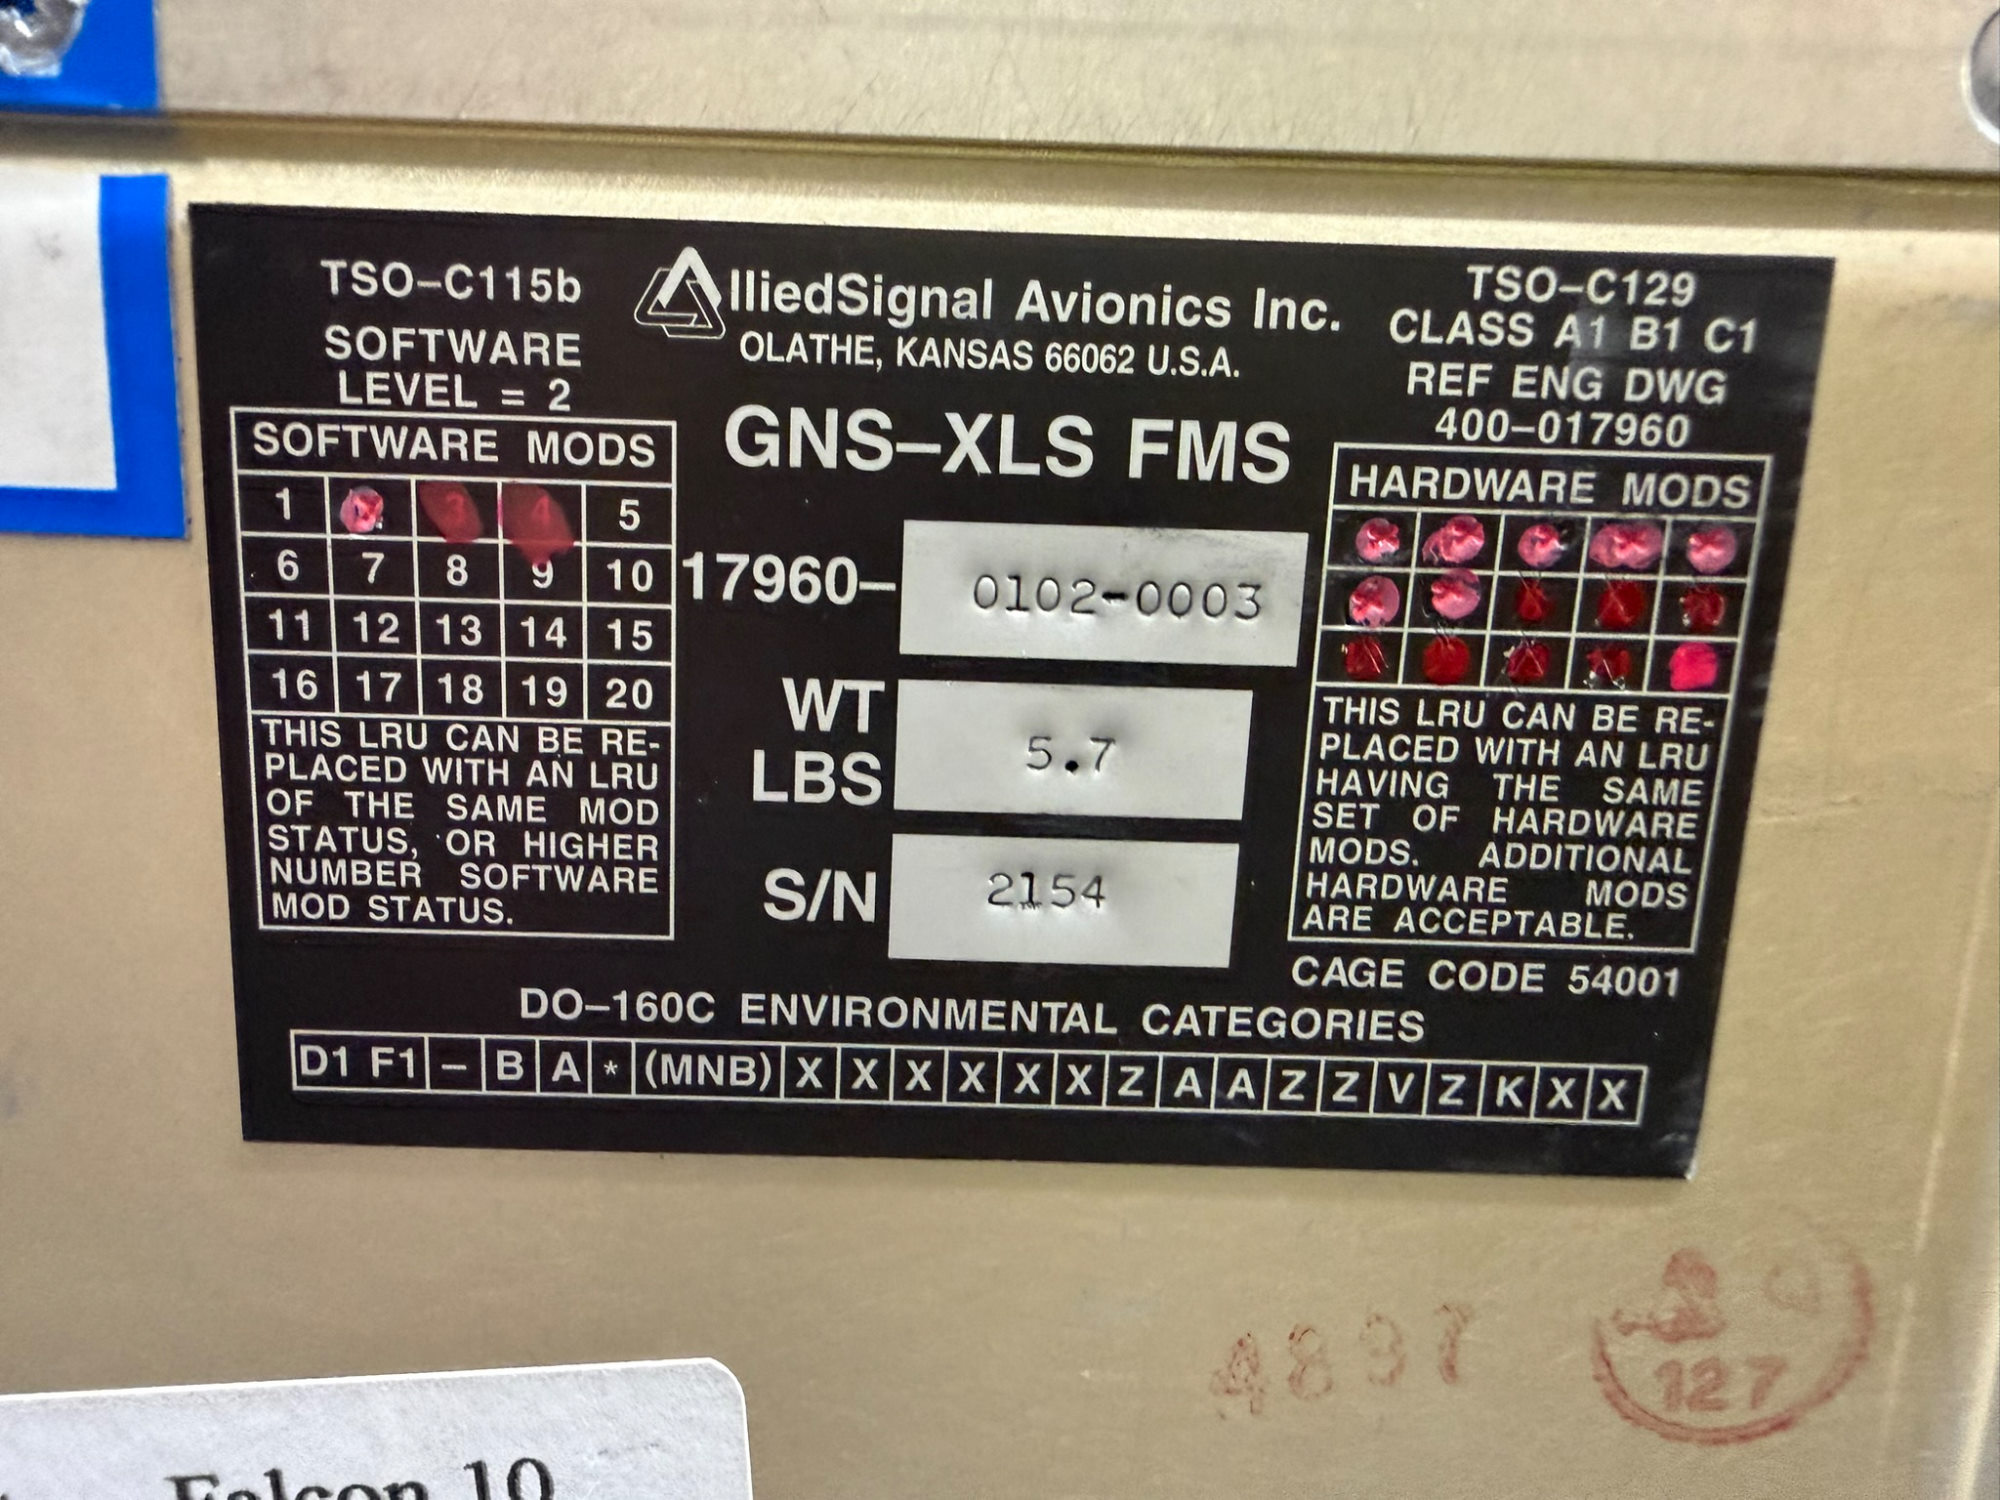 TSO-C115b
SOFTWARE
LEVEL = 2
AlliedSignal Avionics Inc.
OLATHE, KANSAS 66062 U.S.A.
TSO-C129
CLASS A1 B1 C1
REF ENG DWG
400-017960
GNS-XLS FMS
SOFTWARE MODS
1 5
6 7 8 9 10
11 12 13 14 15
16 17 18 19 20
THIS LRU CAN BE RE-
PLACED WITH AN LRU
OF THE SAME MOD
STATUS, OR HIGHER
NUMBER SOFTWARE
MOD STATUS.
17960- 0102-0003
WT
LBS 5.7
S/N 2154
HARDWARE MODS
THIS LRU CAN BE RE-
PLACED WITH AN LRU
HAVING THE SAME
SET OF HARDWARE
MODS. ADDITIONAL
HARDWARE MODS
ARE ACCEPTABLE.
CAGE CODE 54001
DO-160C ENVIRONMENTAL CATEGORIES
D1 F1 - B A * (MNB) X X X X X X Z A A Z Z V Z K X X
4897
127
Falcon 10